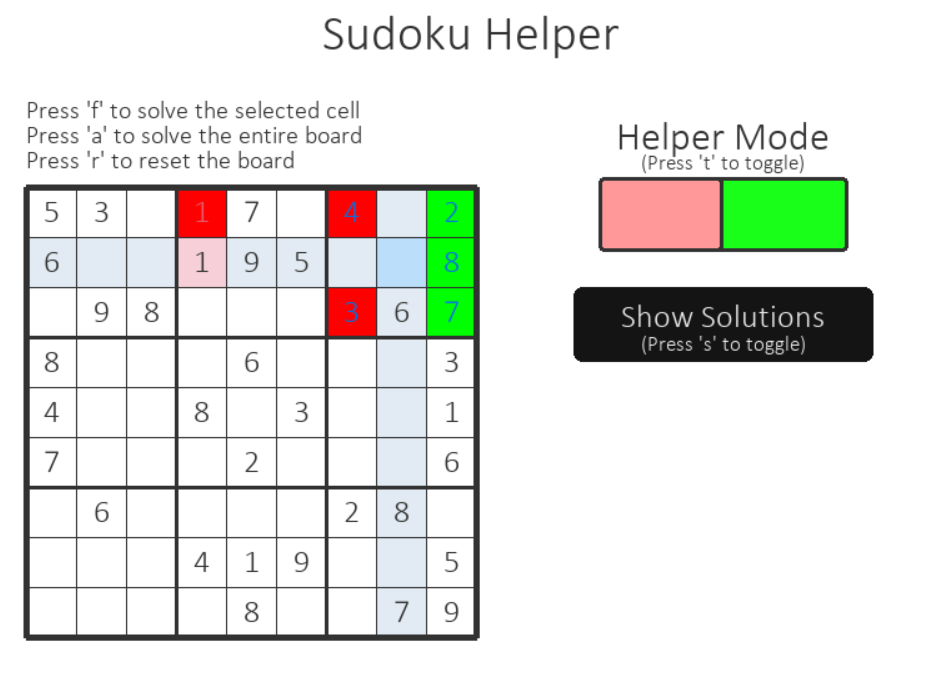 Sudoku Helper
Press 'f' to solve the selected cell
Press 'a' to solve the entire board
Press 'r' to reset the board
Helper Mode
(Press 't' to toggle)
Show Solutions
(Press 's' to toggle)
5 3 1 7 4 2
6 1 9 5 8
9 8 3 6 7
8 6 3
4 8 3 1
7 2 6
6 2 8
4 1 9 5
8 7 9